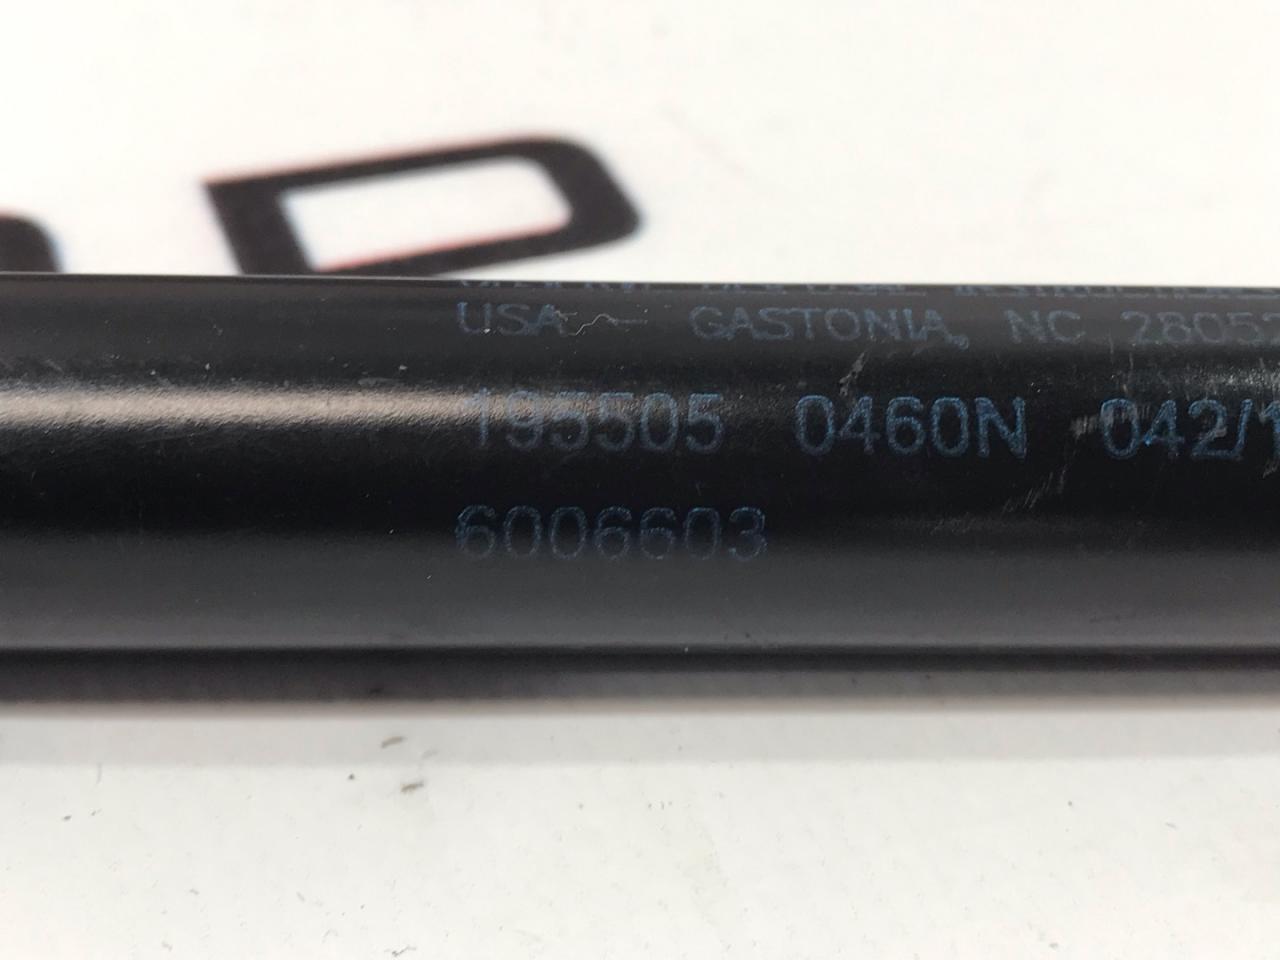 USA - GASTONIA, NC 28052
195505 0460N 042/1
6006603